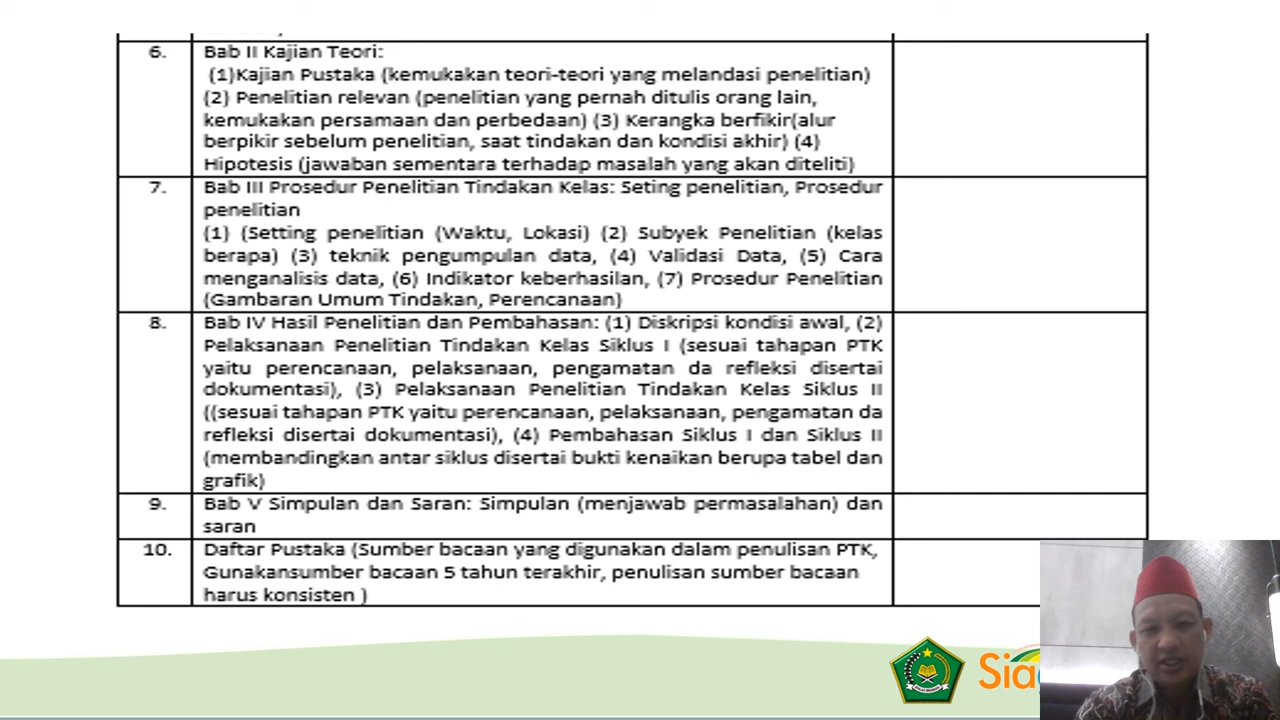 6.
Bab II Kajian Teori:
(1)Kajian Pustaka (kemukakan teori-teori yang melandasi penelitian)
(2) Penelitian relevan (penelitian yang pernah ditulis orang lain,
kemukakan persamaan dan perbedaan) (3) Kerangka berfikir(alur
berpikir sebelum penelitian, saat tindakan dan kondisi akhir) (4)
Hipotesis (jawaban sementara terhadap masalah yang akan diteliti)
7.
Bab III Prosedur Penelitian Tindakan Kelas: Seting penelitian, Prosedur
penelitian
(1) (Setting penelitian (Waktu, Lokasi) (2) Subyek Penelitian (kelas
berapa) (3) teknik pengumpulan data, (4) Validasi Data, (5) Cara
menganalisis data, (6) Indikator keberhasilan, (7) Prosedur Penelitian
(Gambaran Umum Tindakan, Perencanaan)
8.
Bab IV Hasil Penelitian dan Pembahasan: (1) Diskripsi kondisi awal, (2)
Pelaksanaan Penelitian Tindakan Kelas Siklus I (sesuai tahapan PTK
yaitu perencanaan, pelaksanaan, pengamatan da refleksi disertai
dokumentasi), (3) Pelaksanaan Penelitian Tindakan Kelas Siklus II
((sesuai tahapan PTK yaitu perencanaan, pelaksanaan, pengamatan da
refleksi disertai dokumentasi), (4) Pembahasan Siklus I dan Siklus II
(membandingkan antar siklus disertai bukti kenaikan berupa tabel dan
grafik)
9.
Bab V Simpulan dan Saran: Simpulan (menjawab permasalahan) dan
saran
10.
Daftar Pustaka (Sumber bacaan yang digunakan dalam penulisan PTK,
Gunakansumber bacaan 5 tahun terakhir, penulisan sumber bacaan
harus konsisten )